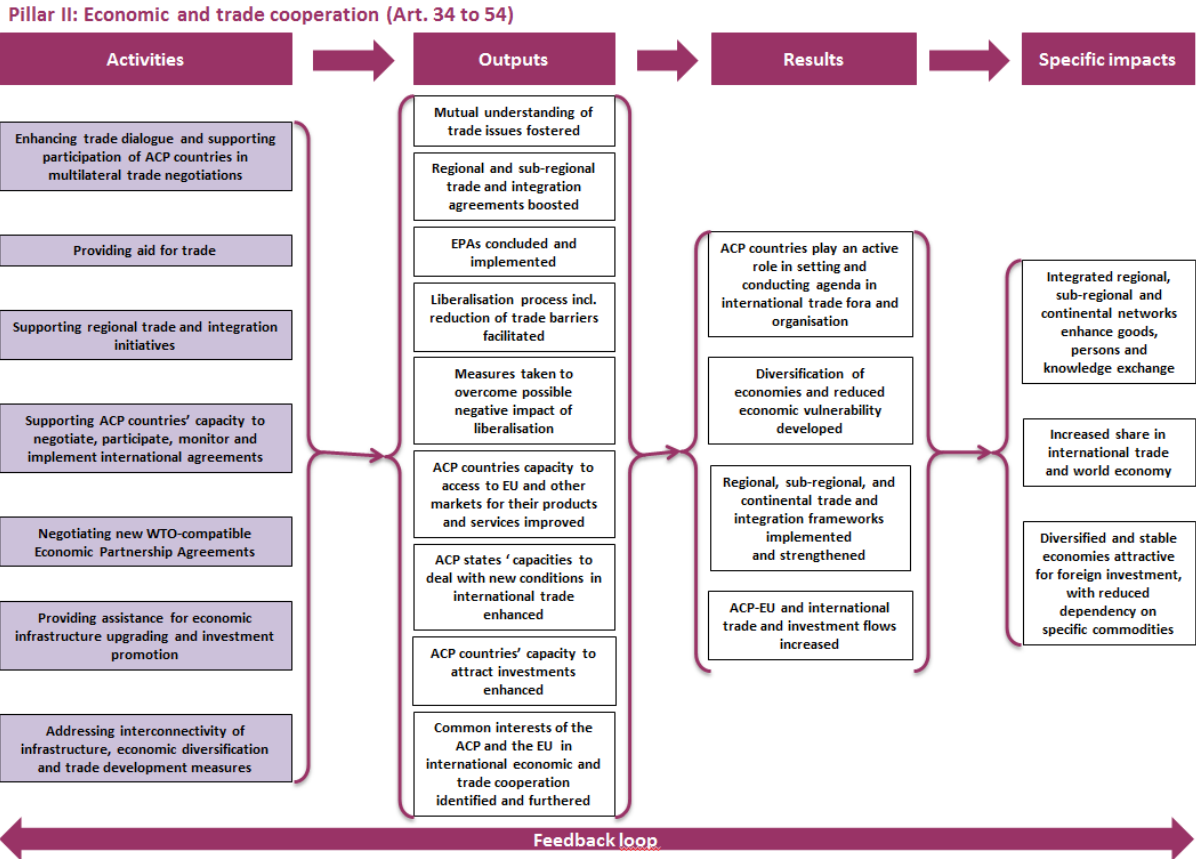 Pillar II: Economic and trade cooperation (Art. 34 to 54)
Activities
Outputs
Results
Specific impacts
Enhancing trade dialogue and supporting
participation of ACP countries in
multilateral trade negotiations
Providing aid for trade
Supporting regional trade and integration
initiatives
Supporting ACP countries’ capacity to
negotiate, participate, monitor and
implement international agreements
Negotiating new WTO-compatible
Economic Partnership Agreements
Providing assistance for economic
infrastructure upgrading and investment
promotion
Addressing interconnectivity of
infrastructure, economic diversification
and trade development measures
Mutual understanding of
trade issues fostered
Regional and sub-regional
trade and integration
agreements boosted
EPAs concluded and
implemented
Liberalisation process incl.
reduction of trade barriers
facilitated
Measures taken to
overcome possible
negative impact of
liberalisation
ACP countries capacity to
access to EU and other
markets for their products
and services improved
ACP states ‘ capacities to
deal with new conditions in
international trade
enhanced
ACP countries’ capacity to
attract investments
enhanced
Common interests of the
ACP and the EU in
international economic and
trade cooperation
identified and furthered
ACP countries play an active
role in setting and
conducting agenda in
international trade fora and
organisation
Diversification of
economies and reduced
economic vulnerability
developed
Regional, sub-regional, and
continental trade and
integration frameworks
implemented
and strengthened
ACP-EU and international
trade and investment flows
increased
Integrated regional,
sub-regional and
continental networks
enhance goods,
persons and
knowledge exchange
Increased share in
international trade
and world economy
Diversified and stable
economies attractive
for foreign investment,
with reduced
dependency on
specific commodities
Feedback loop